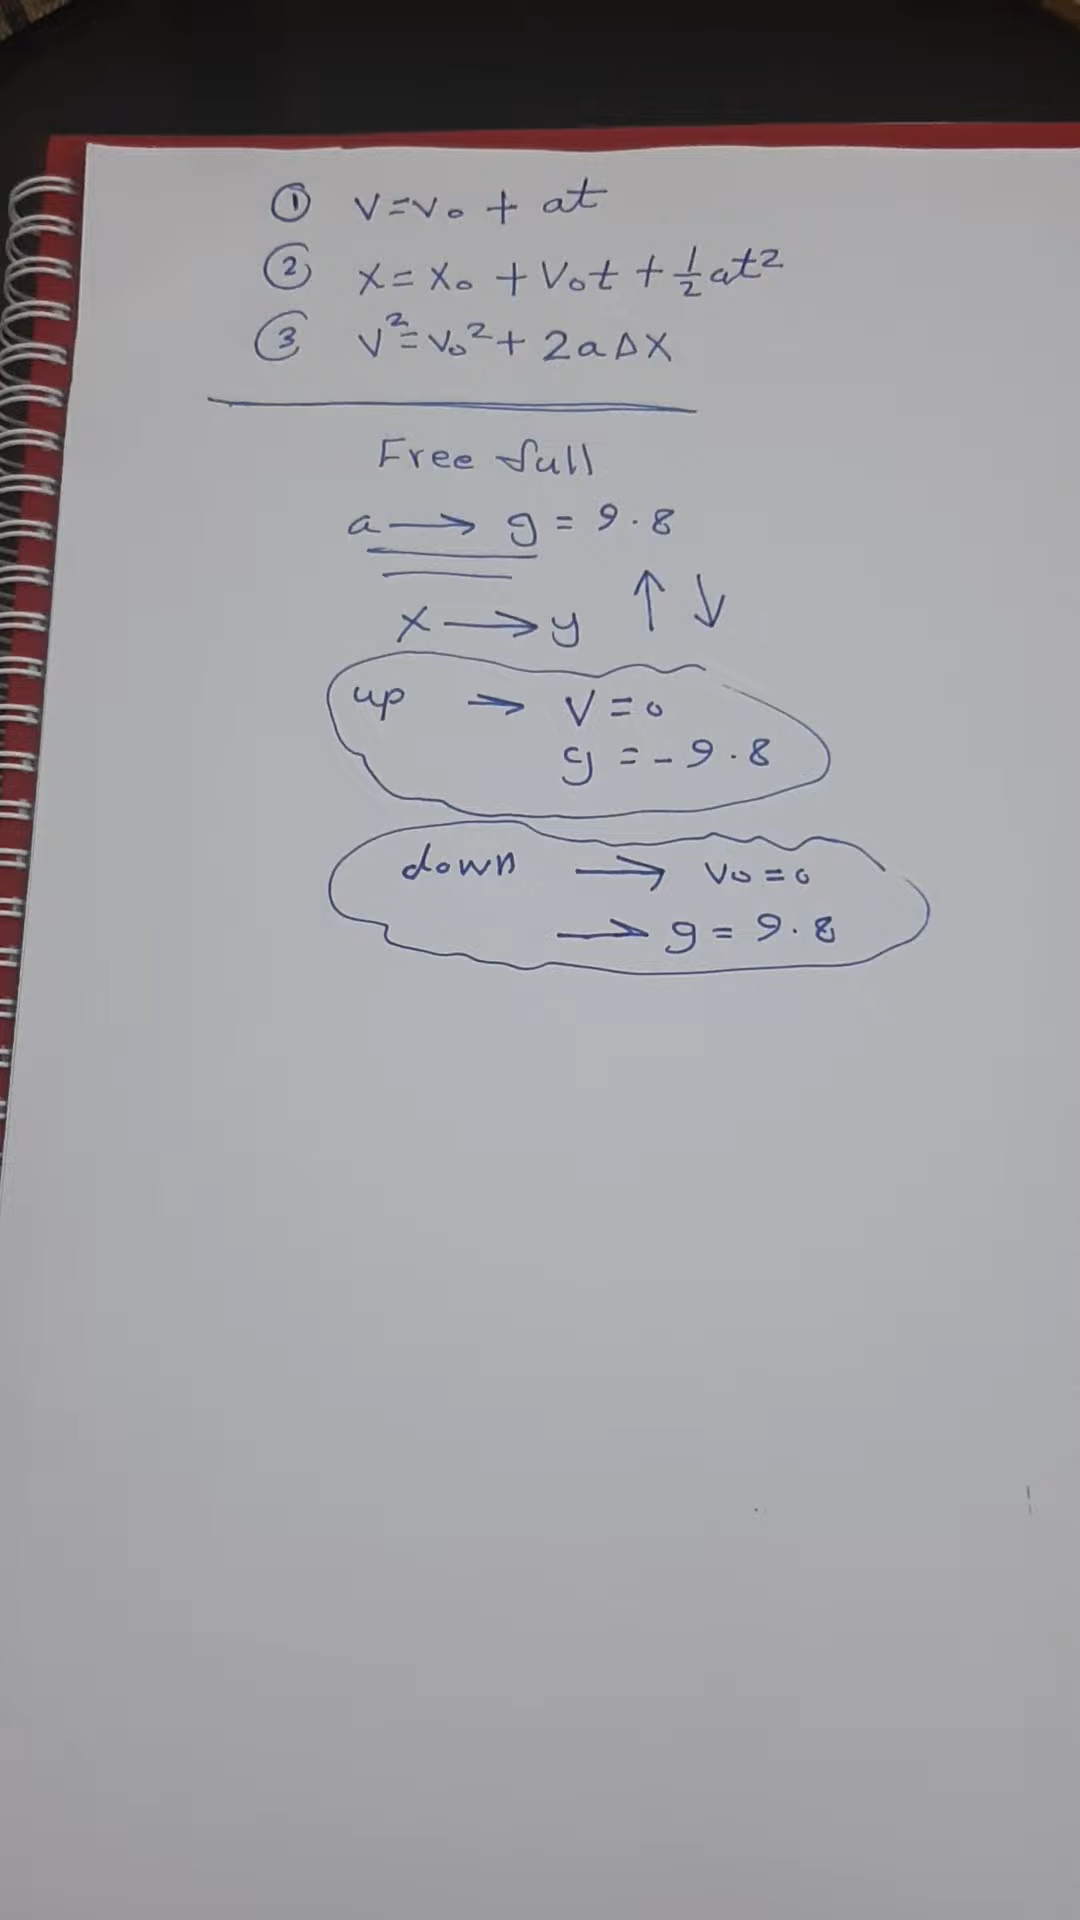 ① v=v₀ + at
② x=x₀ +v₀t +½at²
③ v²=v₀²+ 2aΔx
Free full
a → g = 9.8
x → y ↑ ↓
up → v=0
g =-9.8
down → v₀=0
→ g= 9.8